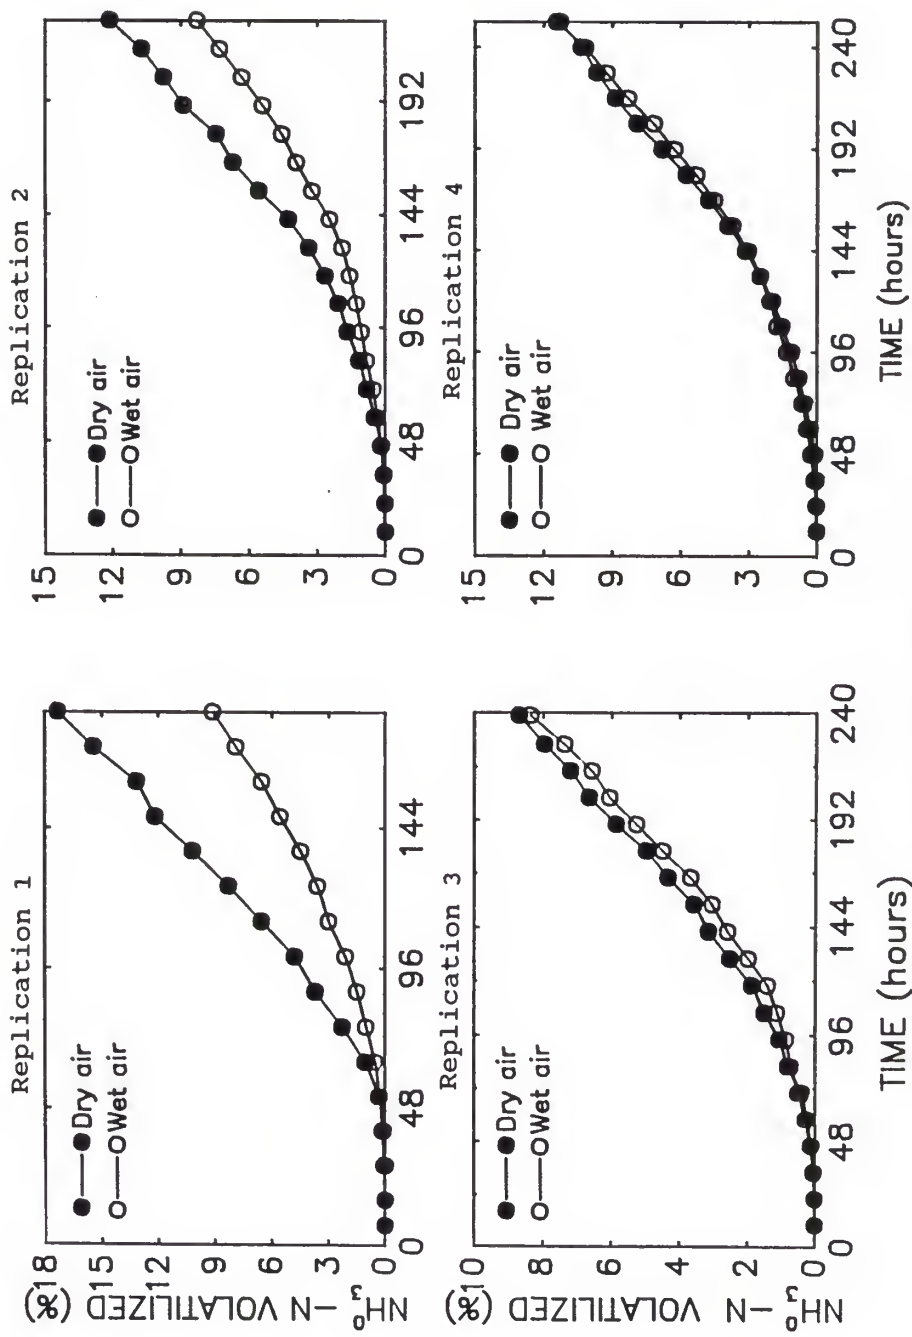 Replication 1
NH₃⁰–N VOLATILIZED (%)
18
15
12
9
6
3
0
Dry air
Wet air
0
48
96
144
Replication 2
15
12
9
6
3
0
Dry air
Wet air
0
48
96
144
192
Replication 3
NH₃⁰–N VOLATILIZED (%)
10
8
6
4
2
0
Dry air
Wet air
0
48
96
144
192
240
TIME (hours)
Replication 4
15
12
9
6
3
0
Dry air
Wet air
0
48
96
144
192
240
TIME (hours)